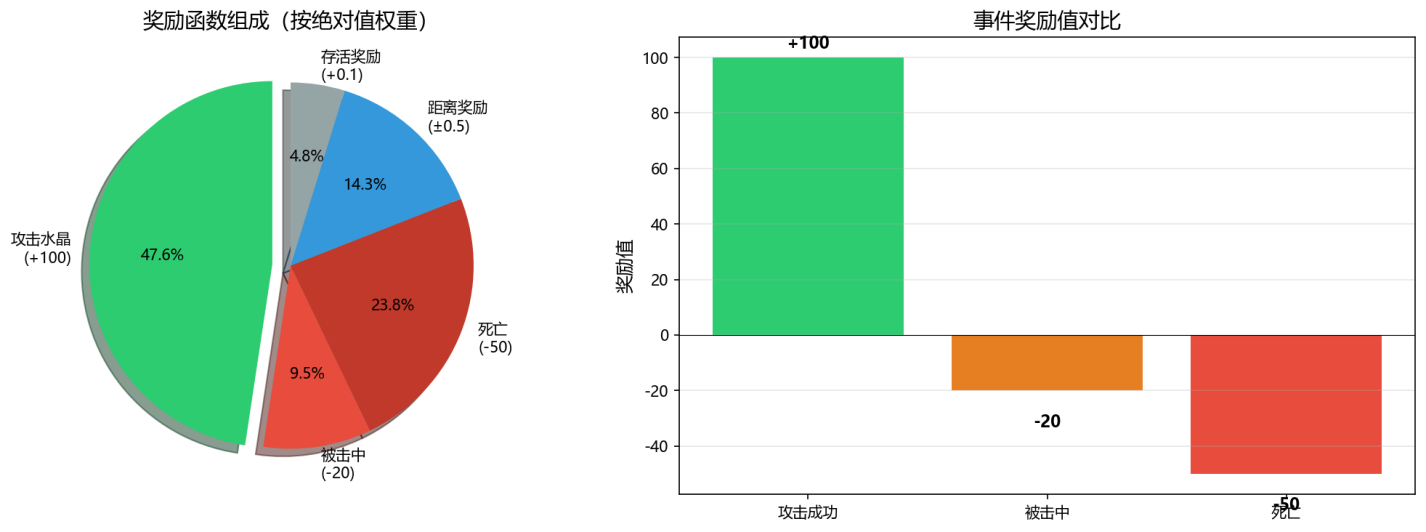 奖励函数组成（按绝对值权重）
存活奖励
(+0.1)
距离奖励
(±0.5)
4.8%
14.3%
攻击水晶
(+100)
47.6%
23.8%
死亡
(-50)
9.5%
被击中
(-20)
事件奖励值对比
+100
100
80
60
40
20
0
-20
-40
奖励值
-20
-50
攻击成功
被击中
死亡